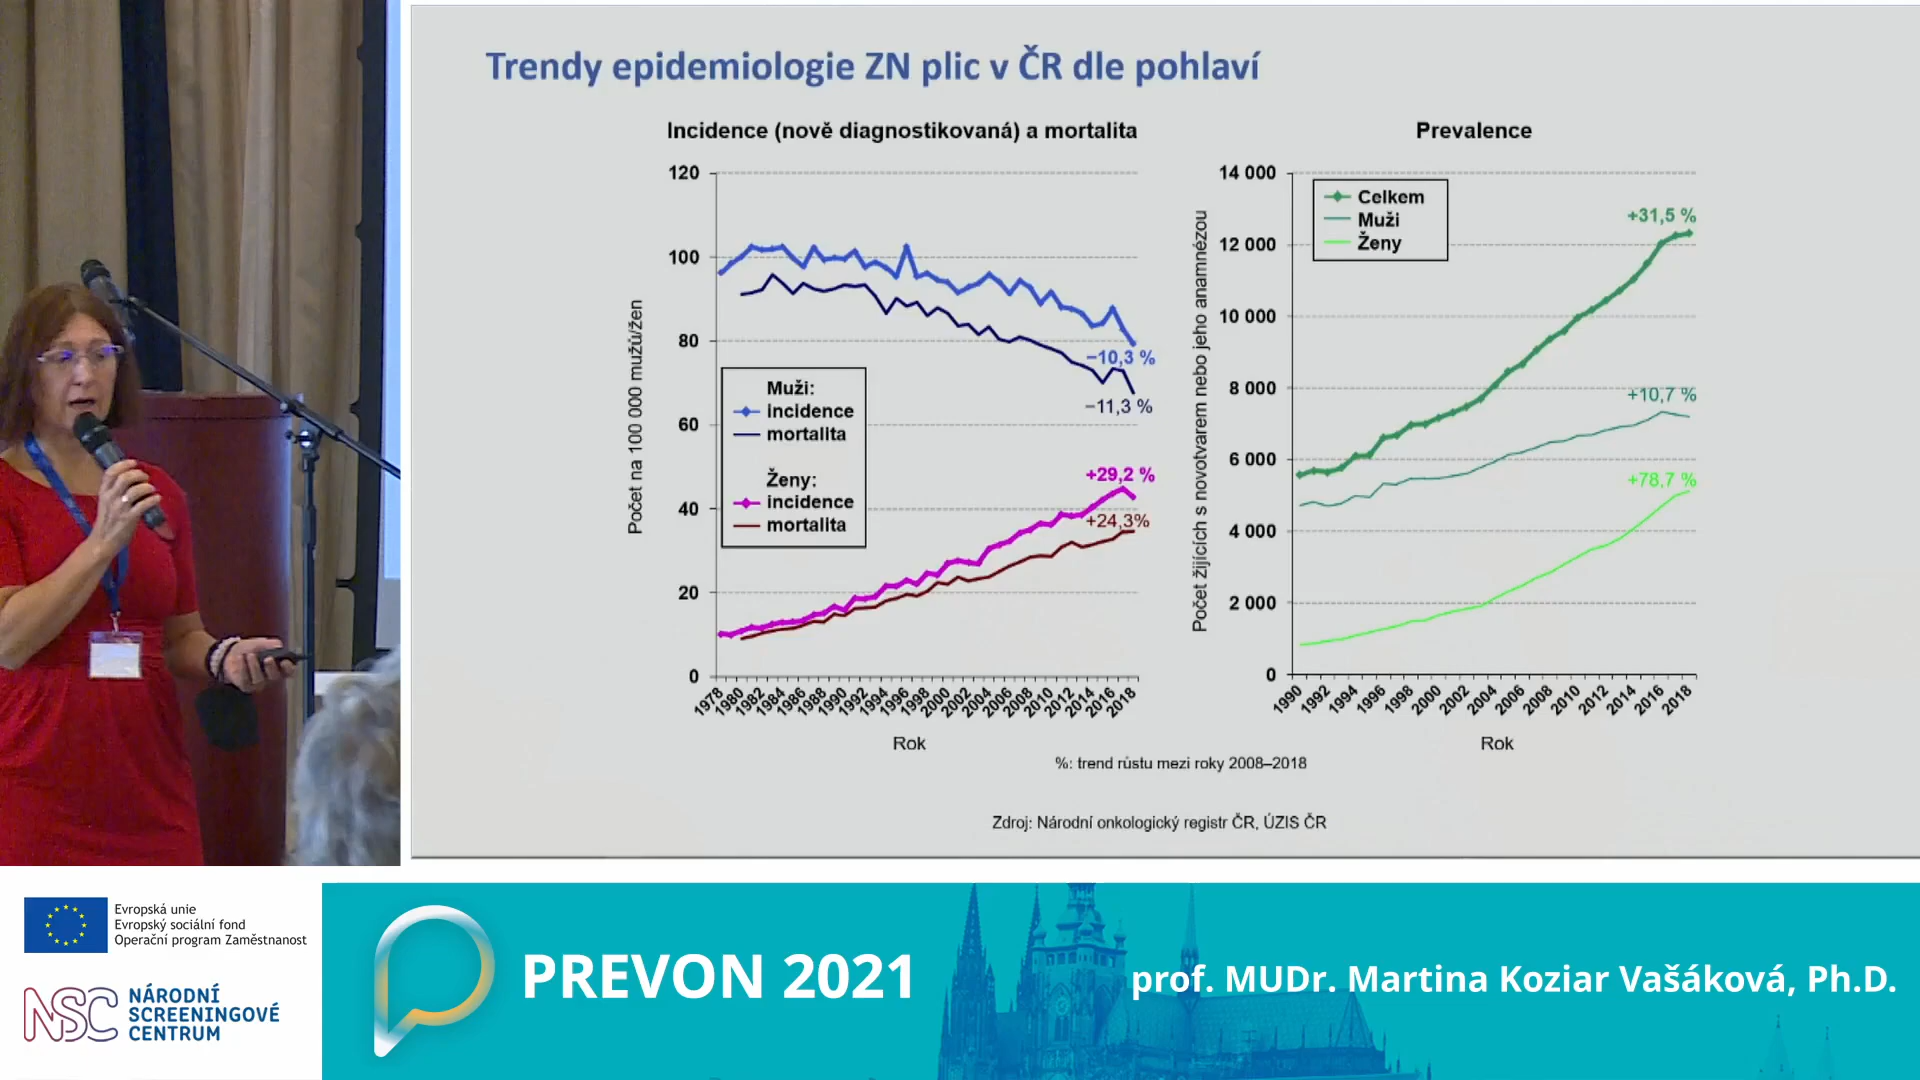 Trendy epidemiologie ZN plic v ČR dle pohlaví
Incidence (nově diagnostikovaná) a mortalita
Počet na 100 000 mužů/žen
120
100
80
60
40
20
0
−10,3 %
−11,3 %
+29,2 %
+24,3%
Muži:
incidence
mortalita
Ženy:
incidence
mortalita
1978
1980
1982
1984
1986
1988
1990
1992
1994
1996
1998
2000
2002
2004
2006
2008
2010
2012
2014
2016
2018
Rok
Prevalence
Počet žijících s novotvarem nebo jeho anamnézou
14 000
12 000
10 000
8 000
6 000
4 000
2 000
0
Celkem
Muži
Ženy
+31,5 %
+10,7 %
+78,7 %
1990
1992
1994
1996
1998
2000
2002
2004
2006
2008
2010
2012
2014
2016
2018
Rok
%: trend růstu mezi roky 2008–2018
Zdroj: Národní onkologický registr ČR, ÚZIS ČR
Evropská unie
Evropský sociální fond
Operační program Zaměstnanost
NSC
NÁRODNÍ
SCREENINGOVÉ
CENTRUM
PREVON 2021
prof. MUDr. Martina Koziar Vašáková, Ph.D.